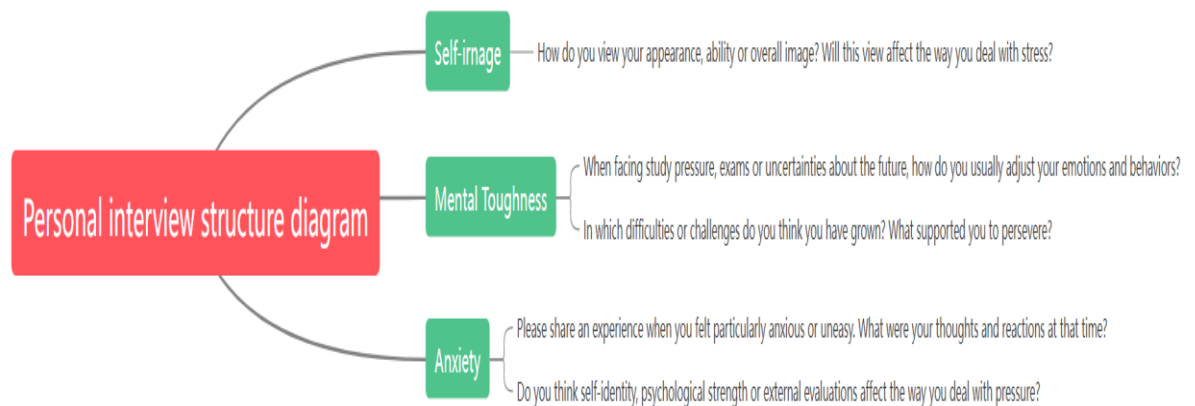 Self-irnage
How do you view your appearance, ability or overall image? Will this view affect the way you deal with stress?
Personal interview structure diagram
Mental Toughness
When facing study pressure, exams or uncertainties about the future, how do you usually adjust your emotions and behaviors?
In which difficulties or challenges do you think you have grown? What supported you to persevere?
Anxiety
Please share an experience when you felt particularly anxious or uneasy. What were your thoughts and reactions at that time?
Do you think self-identity, psychological strength or external evaluations affect the way you deal with pressure?